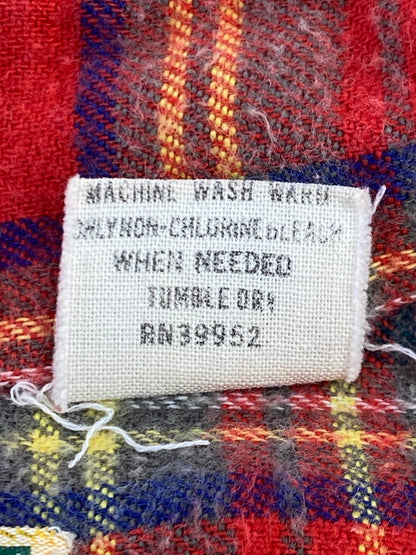 MACHINE WASH WARM
ONLY NON-CHLORINE BLEACH
WHEN NEEDED
TUMBLE DRY
RN39952